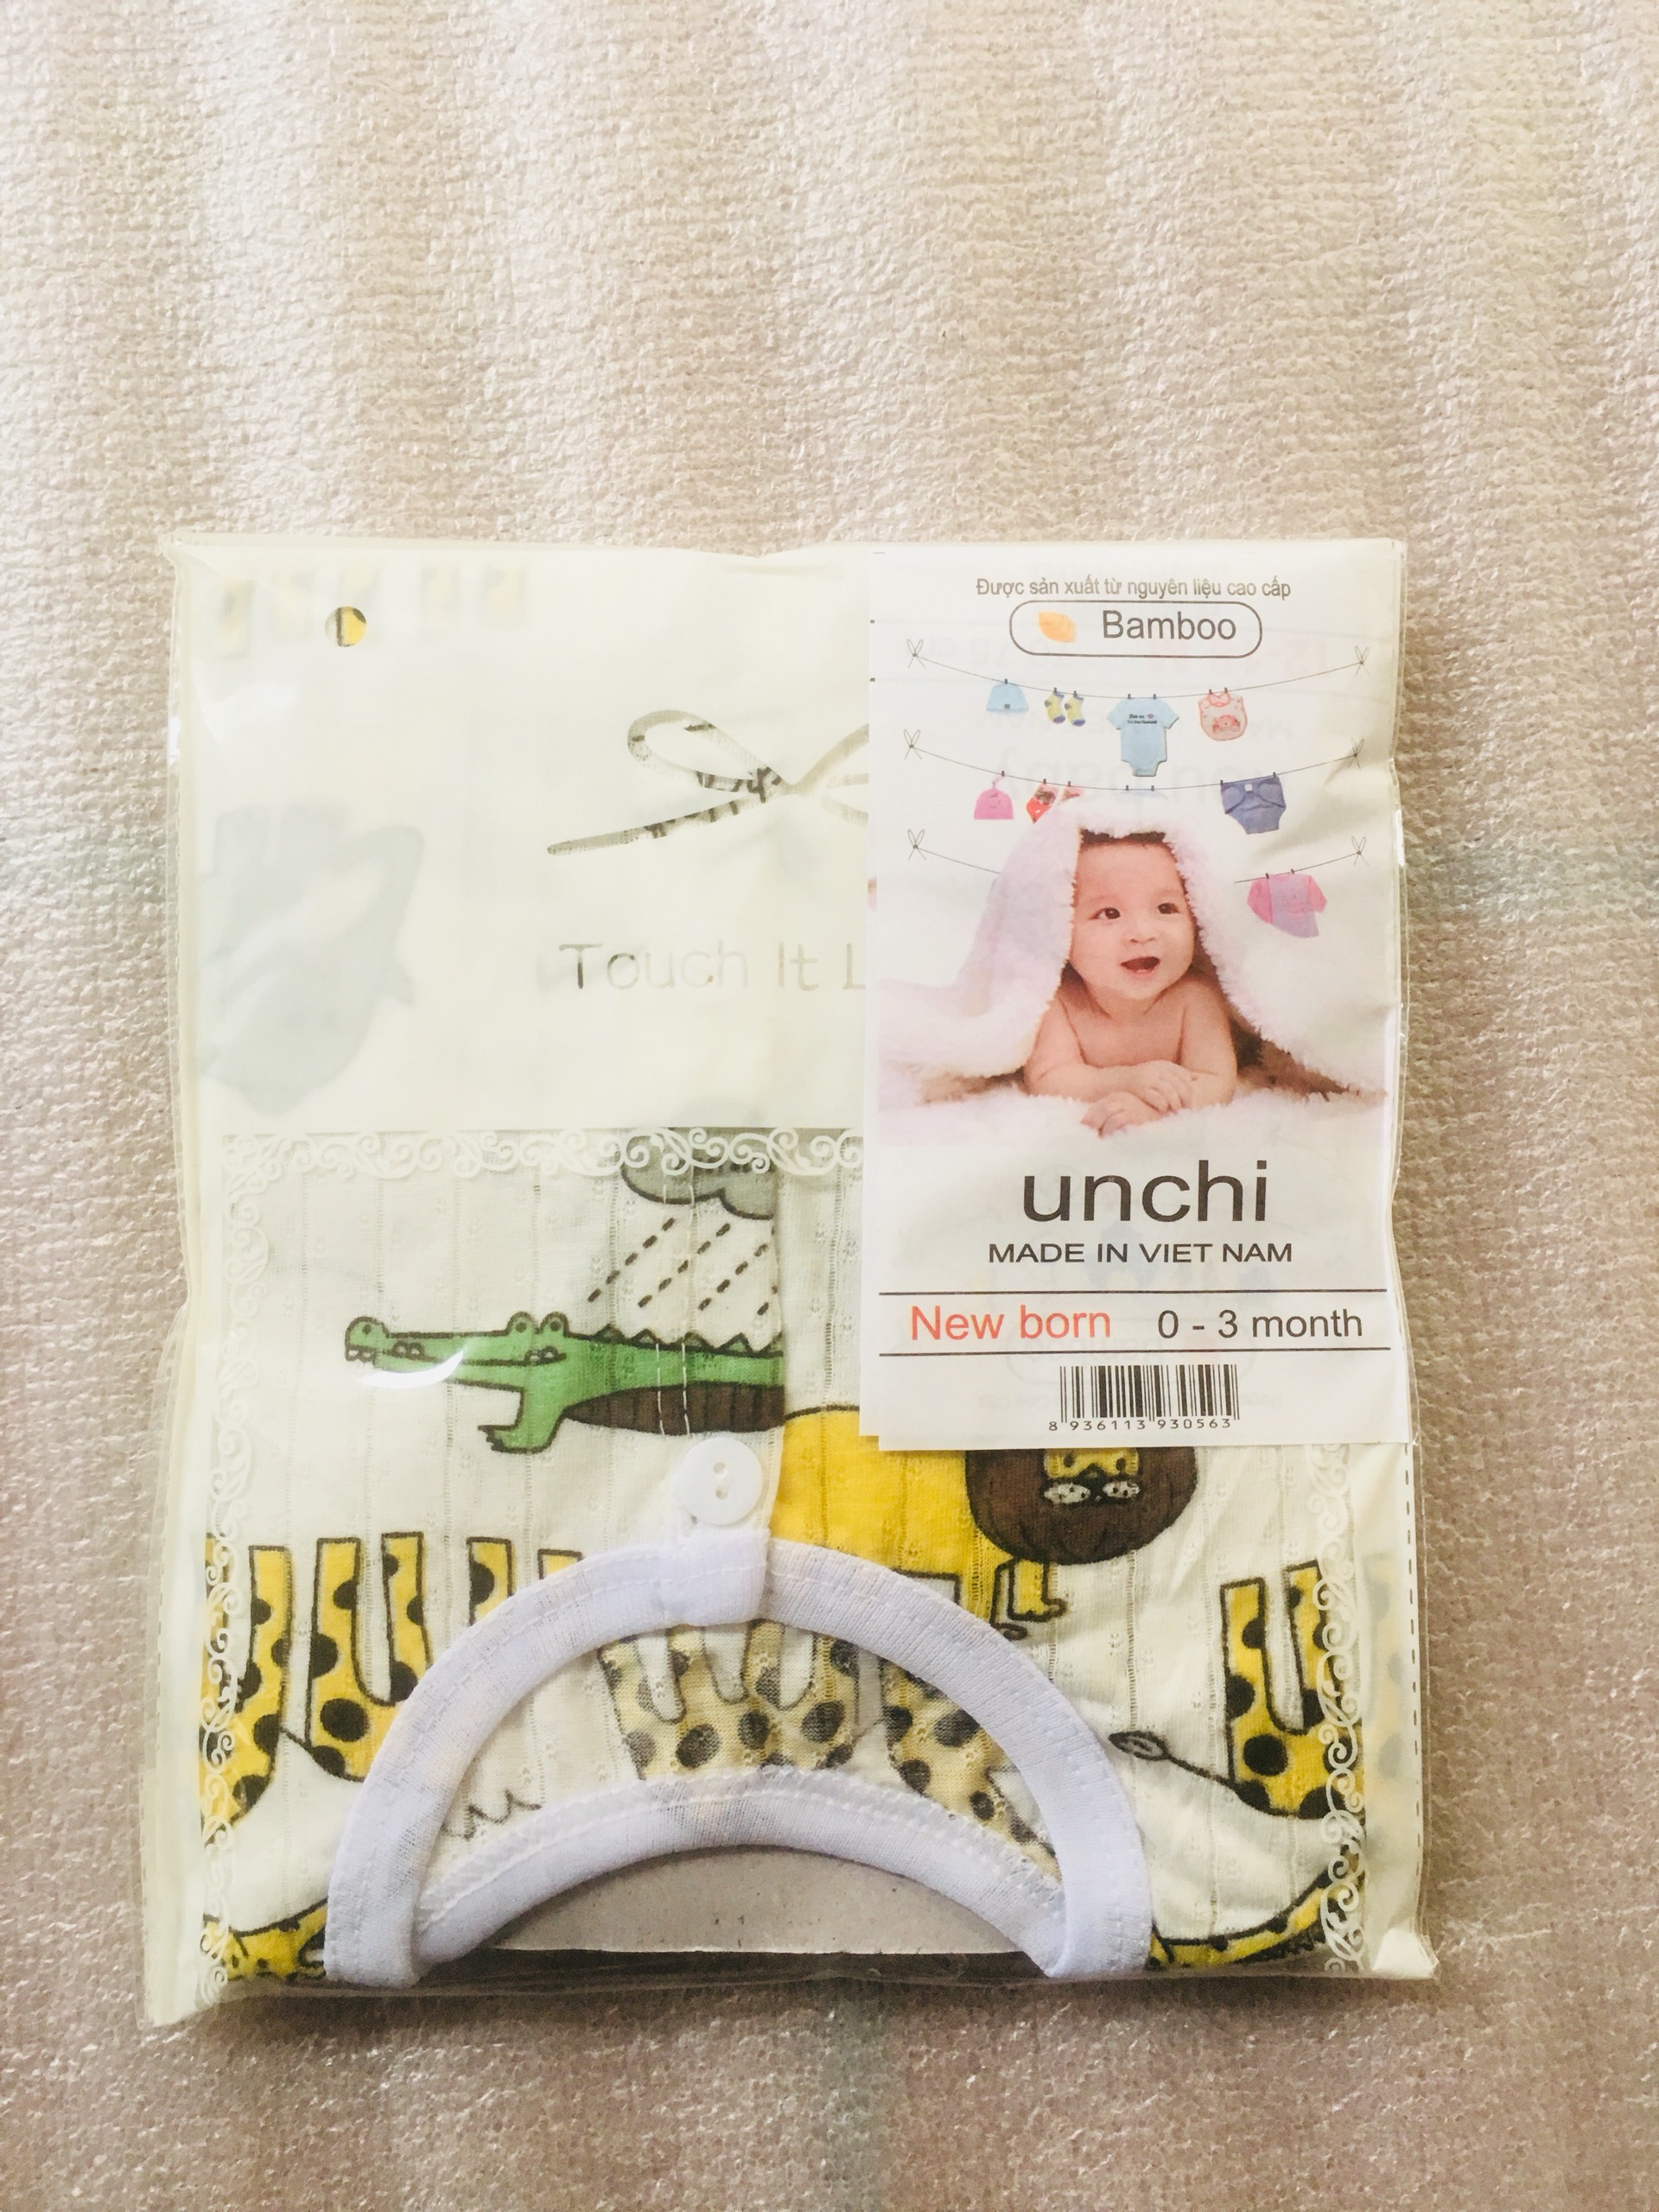 Được sản xuất từ nguyên liệu cao cấp
Bamboo
Touch It
unchi
MADE IN VIET NAM
New born 0 - 3 month
8 936113 930563